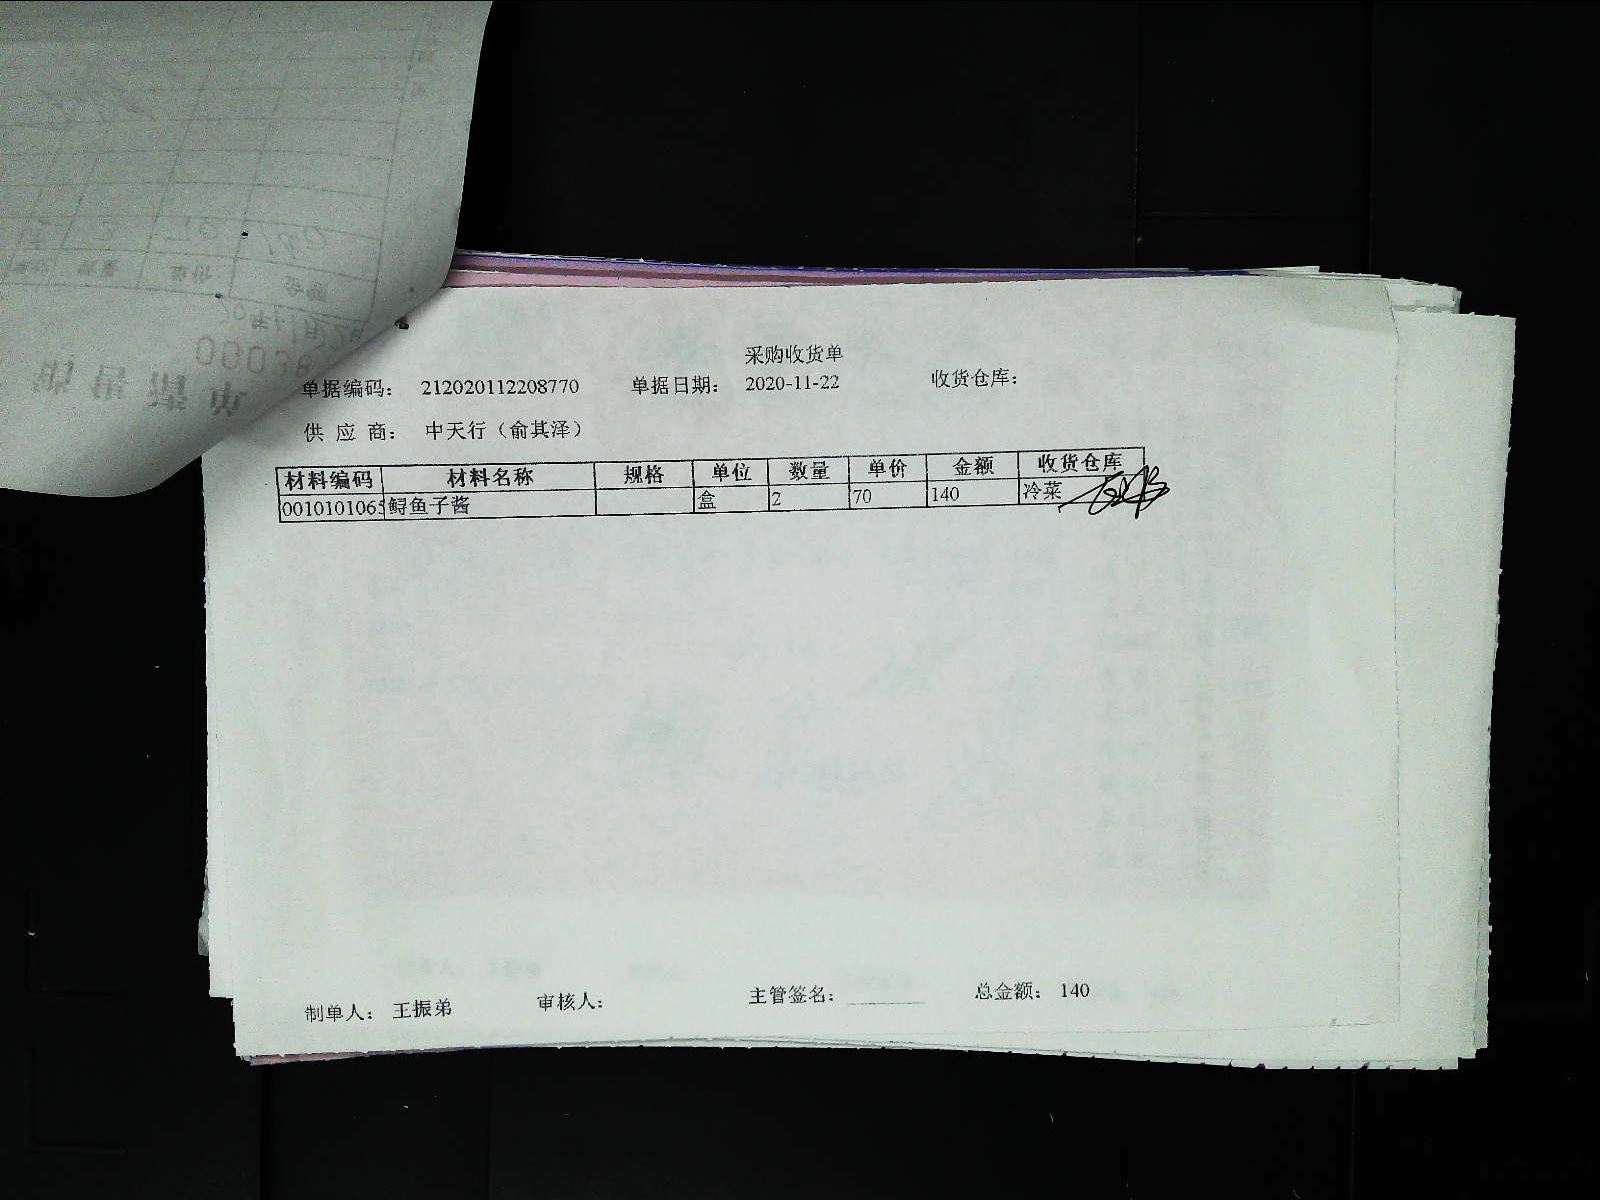 采购收货单
单据编码: 212020112208770 单据日期: 2020-11-22 收货仓库:
供 应 商: 中天行（俞其泽）
材料编码 材料名称 规格 单位 数量 单价 金额 收货仓库
0010101065 鲟鱼子酱 盒 2 70 140 冷菜
制单人: 王振弟 审核人: 主管签名: ________ 总金额: 140